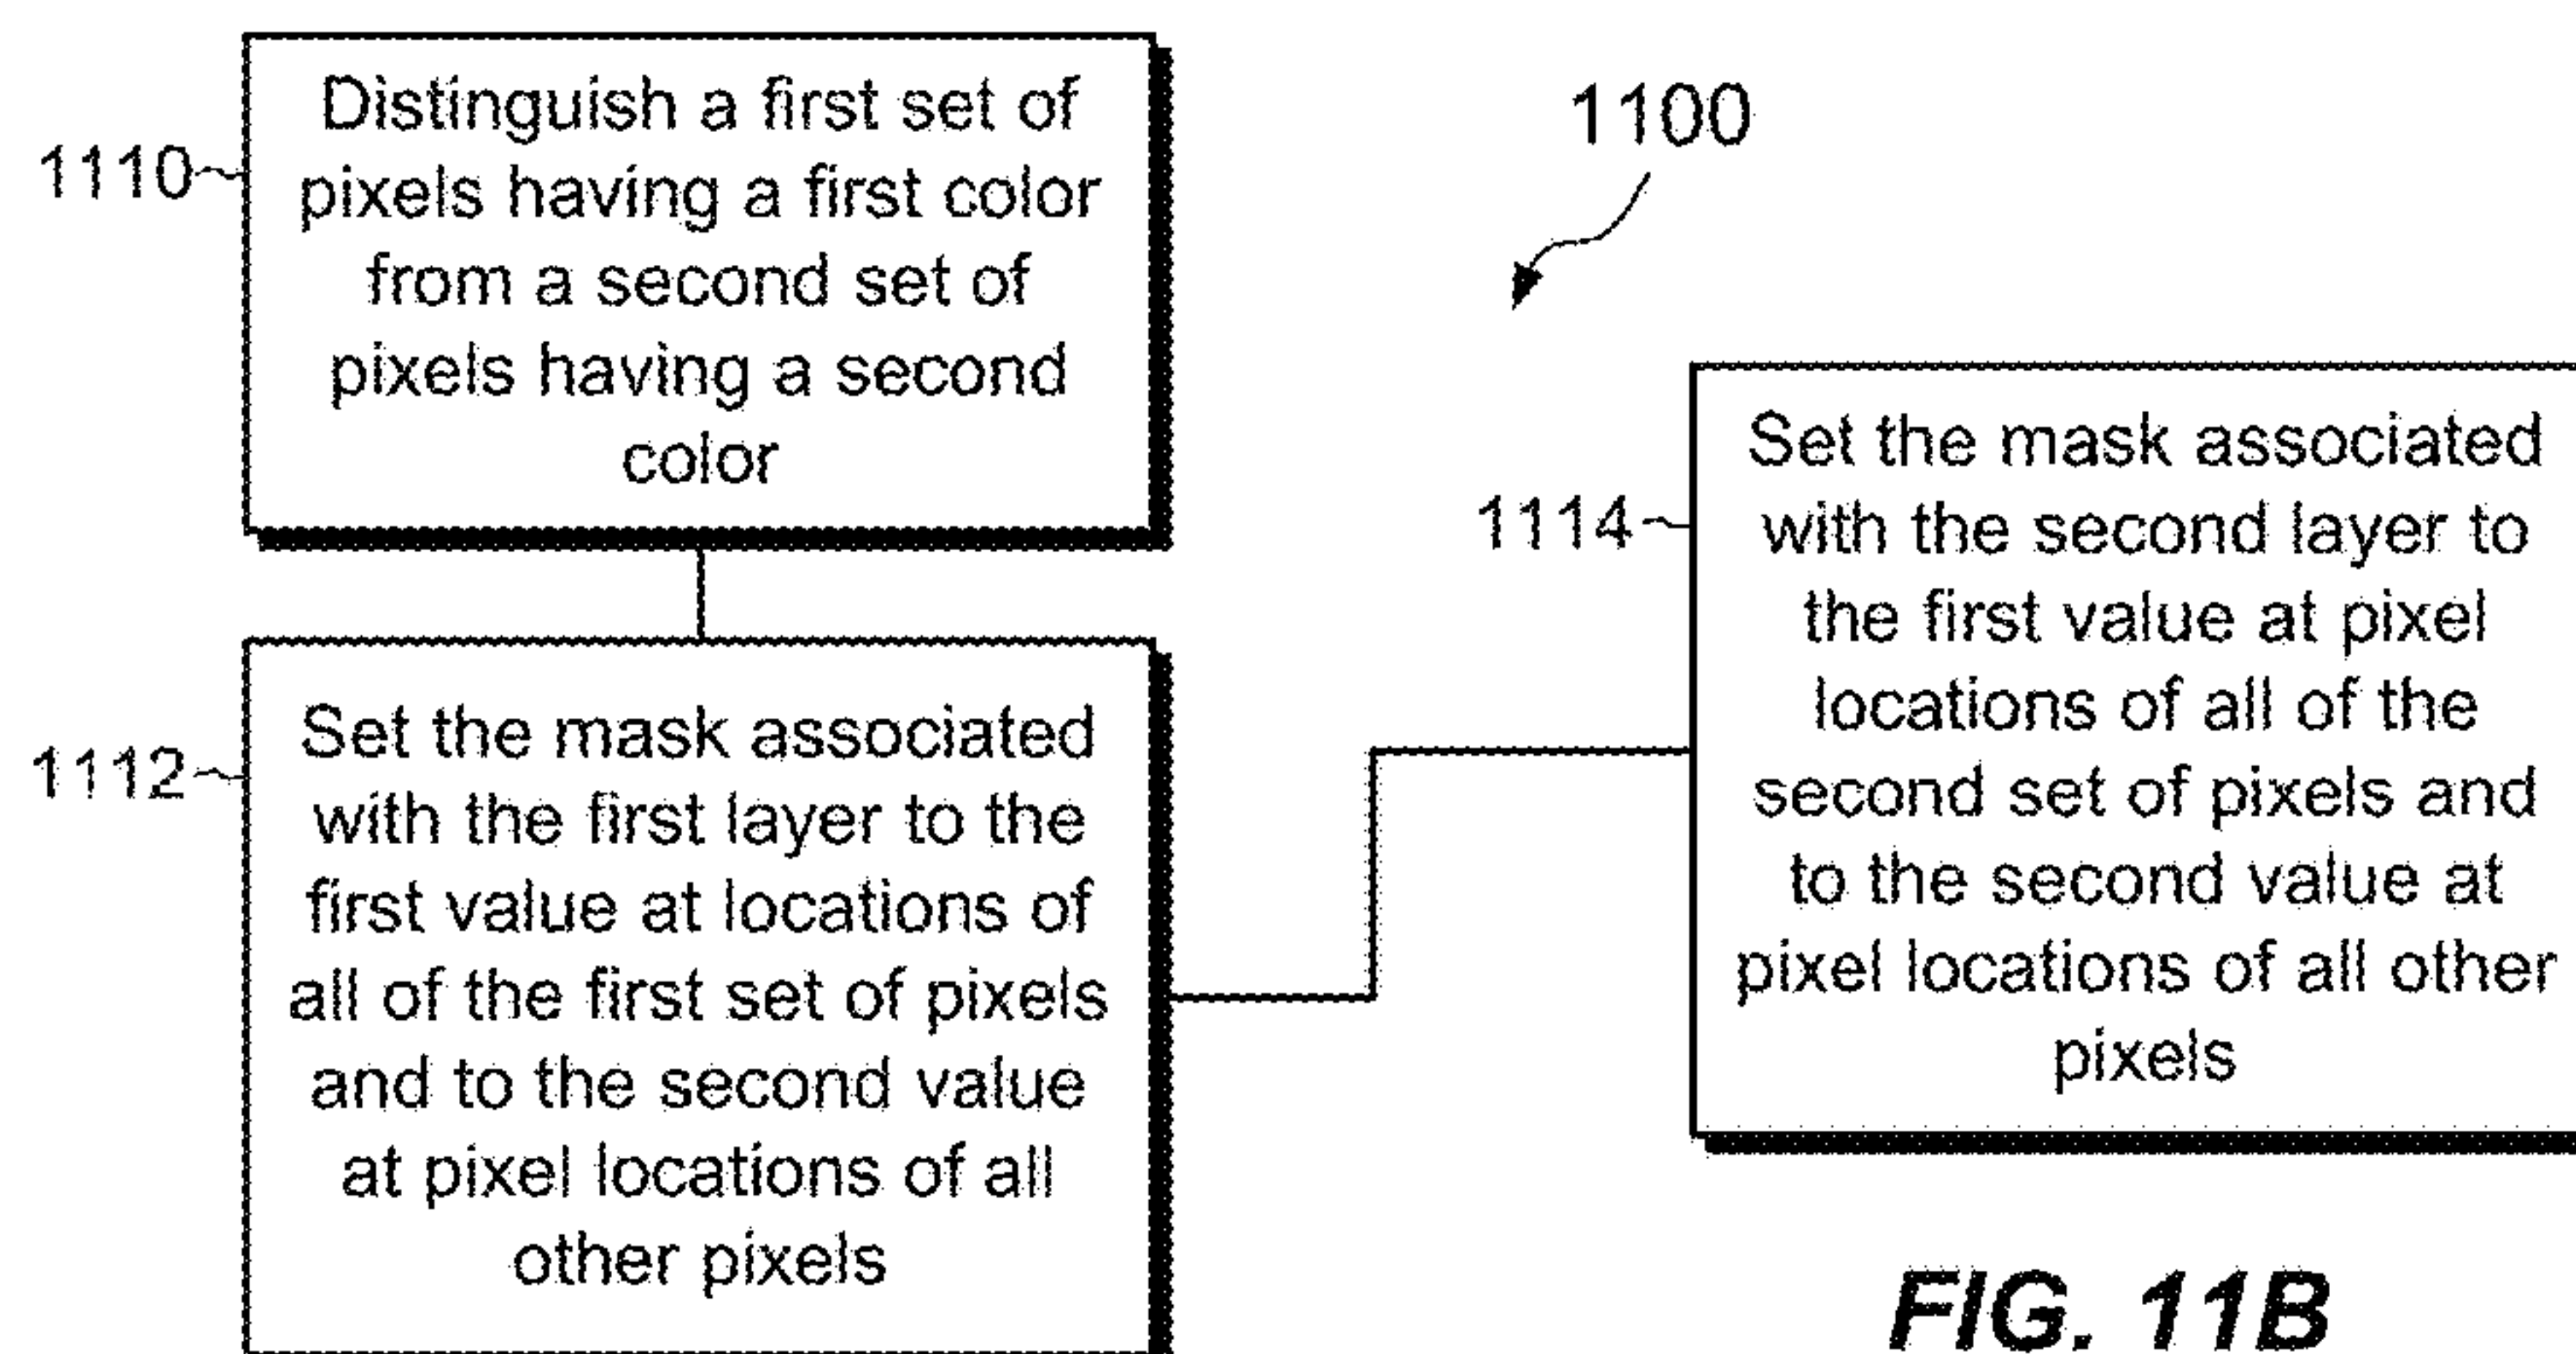 1110
Distinguish a first set of
pixels having a first color
from a second set of
pixels having a second
color
1100
1112
Set the mask associated
with the first layer to the
first value at locations of
all of the first set of pixels
and to the second value
at pixel locations of all
other pixels
1114
Set the mask associated
with the second layer to
the first value at pixel
locations of all of the
second set of pixels and
to the second value at
pixel locations of all other
pixels
FIG. 11B